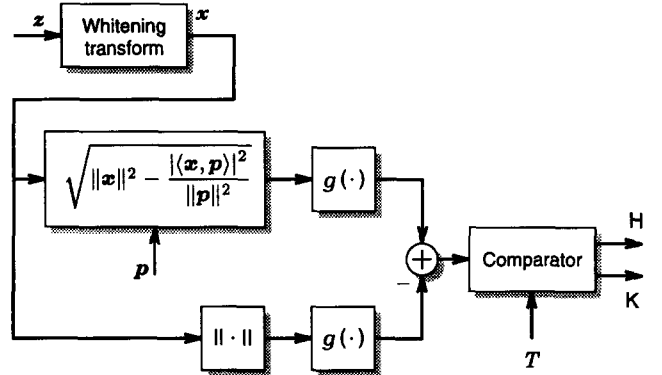 z
Whitening
transform
x
√(‖x‖² − |⟨x, p⟩|² / ‖p‖²)
g(·)
p
+
−
Comparator
H
K
‖ · ‖
g(·)
T